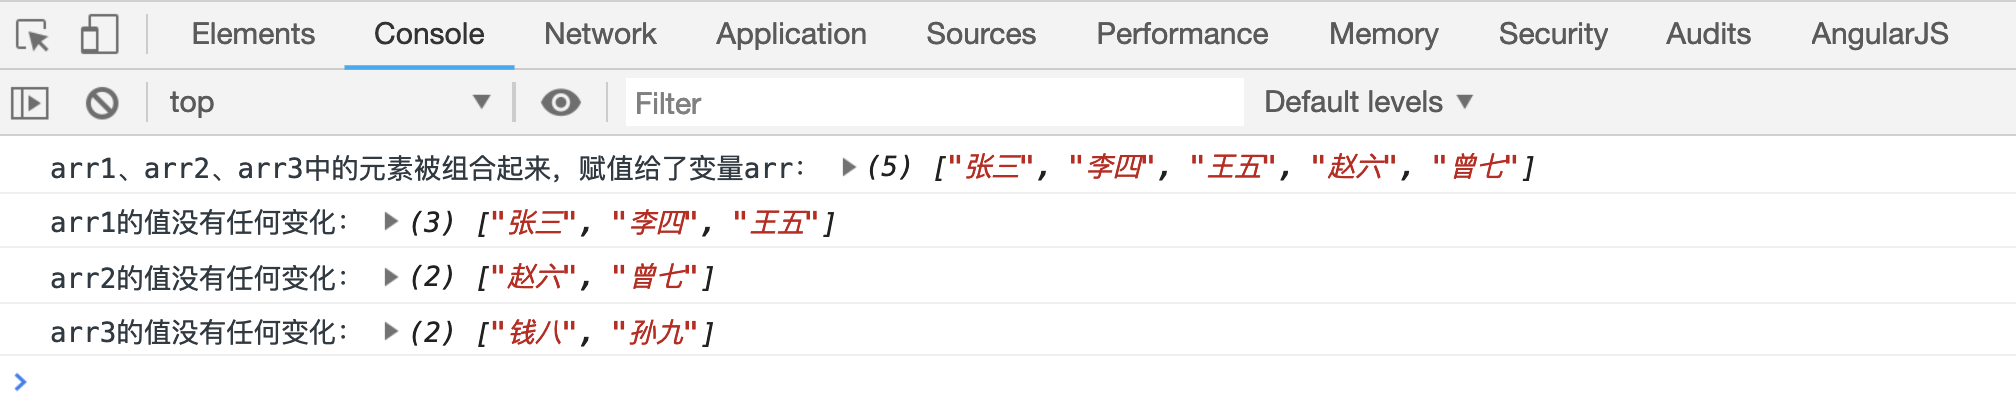 Elements Console Network Application Sources Performance Memory Security Audits AngularJS
top Filter Default levels
arr1、arr2、arr3中的元素被组合起来，赋值给了变量arr： (5) ["张三", "李四", "王五", "赵六", "曾七"]
arr1的值没有任何变化： (3) ["张三", "李四", "王五"]
arr2的值没有任何变化： (2) ["赵六", "曾七"]
arr3的值没有任何变化： (2) ["钱八", "孙九"]